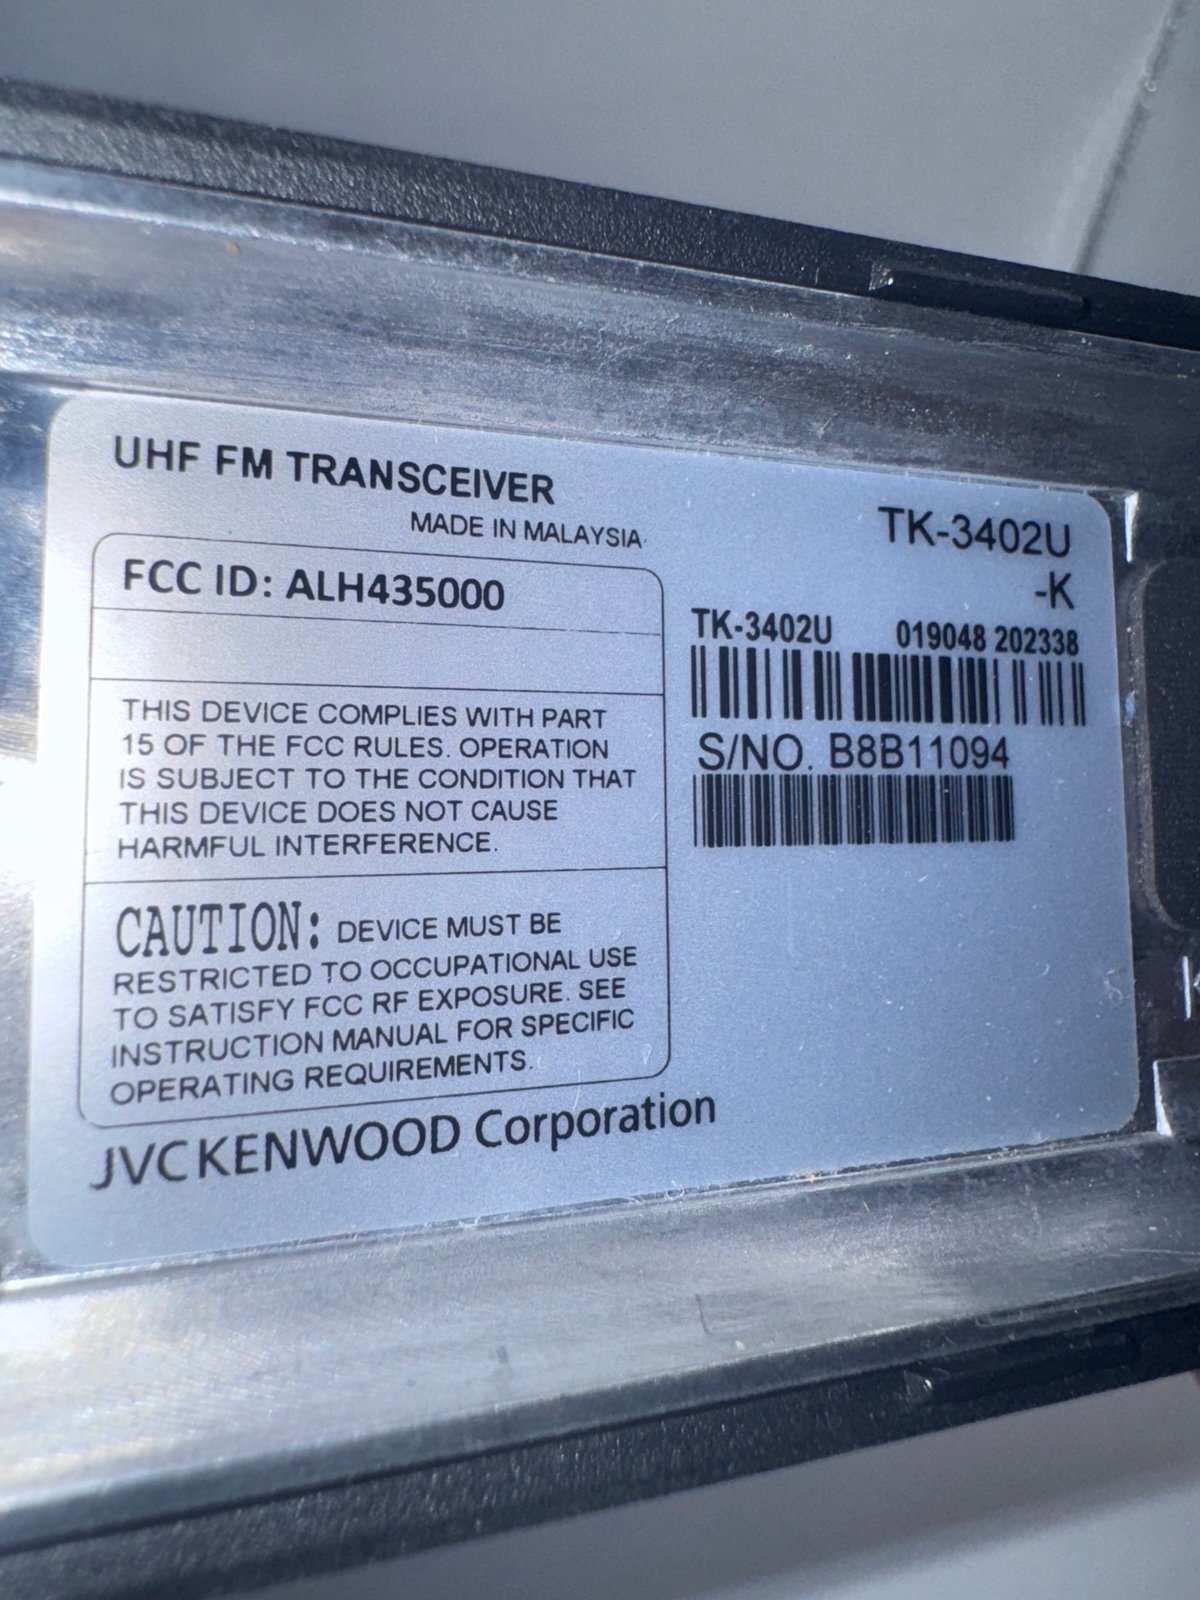 UHF FM TRANSCEIVER
MADE IN MALAYSIA
FCC ID: ALH435000
THIS DEVICE COMPLIES WITH PART
15 OF THE FCC RULES. OPERATION
IS SUBJECT TO THE CONDITION THAT
THIS DEVICE DOES NOT CAUSE
HARMFUL INTERFERENCE.
CAUTION: DEVICE MUST BE
RESTRICTED TO OCCUPATIONAL USE
TO SATISFY FCC RF EXPOSURE. SEE
INSTRUCTION MANUAL FOR SPECIFIC
OPERATING REQUIREMENTS.
JVCKENWOOD Corporation
TK-3402U
-K
TK-3402U 019048 202338
S/NO. B8B11094